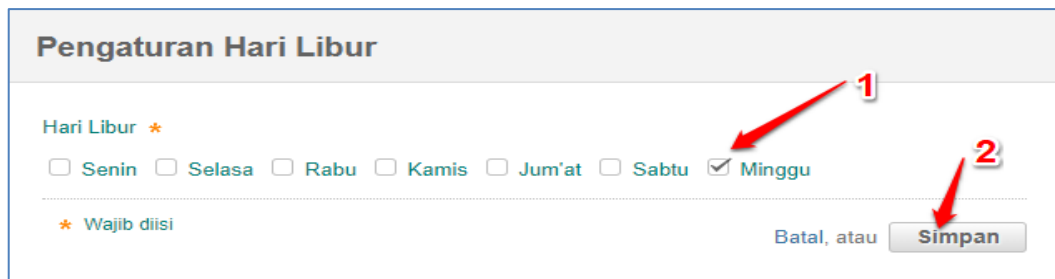 Pengaturan Hari Libur
1
Hari Libur *
Senin Selasa Rabu Kamis Jum'at Sabtu Minggu
2
* Wajib diisi
Batal, atau Simpan